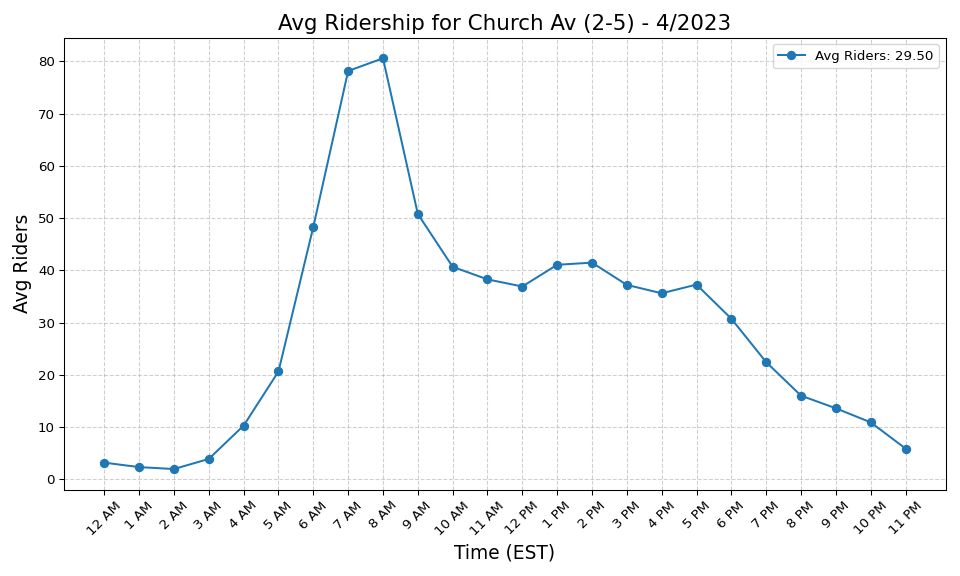 Avg Ridership for Church Av (2-5) - 4/2023
Avg Riders: 29.50
Avg Riders
80
70
60
50
40
30
20
10
0
12 AM
1 AM
2 AM
3 AM
4 AM
5 AM
6 AM
7 AM
8 AM
9 AM
10 AM
11 AM
12 PM
1 PM
2 PM
3 PM
4 PM
5 PM
6 PM
7 PM
8 PM
9 PM
10 PM
11 PM
Time (EST)